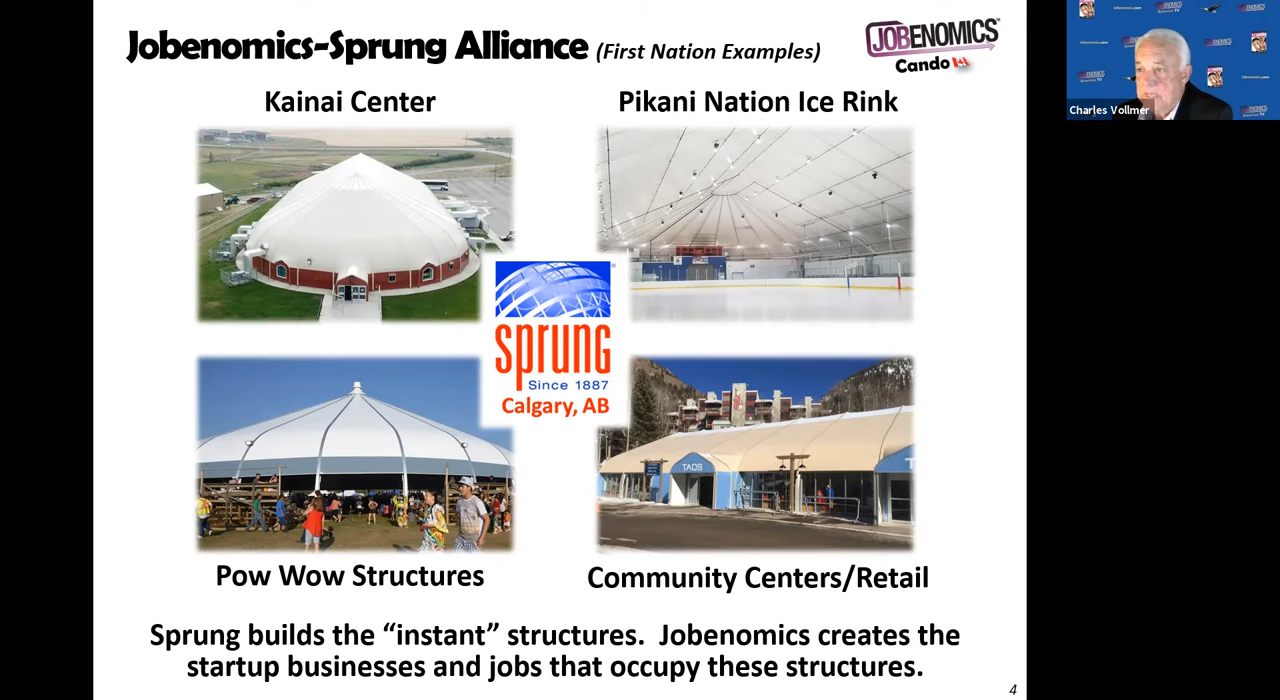 Jobenomics-Sprung Alliance (First Nation Examples)
JOBENOMICS™
Cando
Charles Vollmer
Kainai Center
Pikani Nation Ice Rink
sprung
Since 1887
Calgary, AB
TAOS
Pow Wow Structures
Community Centers/Retail
Sprung builds the “instant” structures. Jobenomics creates the
startup businesses and jobs that occupy these structures.
4